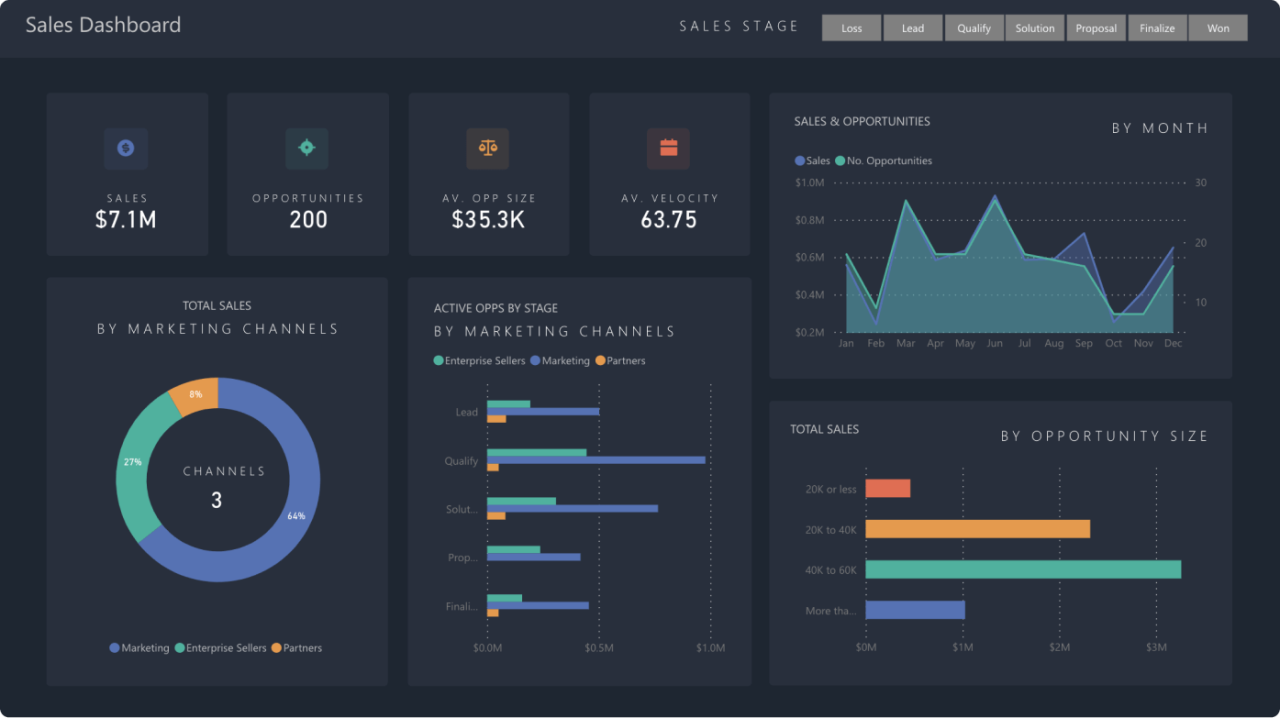 Sales Dashboard
SALES STAGE
Loss
Lead
Qualify
Solution
Proposal
Finalize
Won
SALES
$7.1M
OPPORTUNITIES
200
AV. OPP SIZE
$35.3K
AV. VELOCITY
63.75
SALES & OPPORTUNITIES
BY MONTH
Sales No. Opportunities
$1.0M
$0.8M
$0.6M
$0.4M
$0.2M
30
20
10
Jan Feb Mar Apr May Jun Jul Aug Sep Oct Nov Dec
TOTAL SALES
BY MARKETING CHANNELS
8%
27%
64%
CHANNELS
3
Marketing Enterprise Sellers Partners
ACTIVE OPPS BY STAGE
BY MARKETING CHANNELS
Enterprise Sellers Marketing Partners
Lead
Qualify
Solut...
Prop...
Finali...
$0.0M $0.5M $1.0M
TOTAL SALES
BY OPPORTUNITY SIZE
20K or less
20K to 40K
40K to 60K
More tha...
$0M $1M $2M $3M